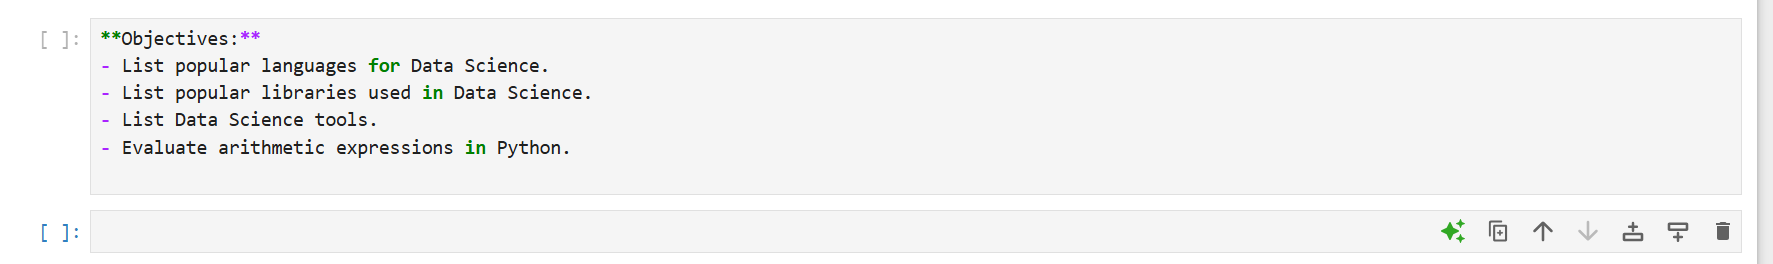 [ ]: **Objectives:**
- List popular languages for Data Science.
- List popular libraries used in Data Science.
- List Data Science tools.
- Evaluate arithmetic expressions in Python.
[ ]: